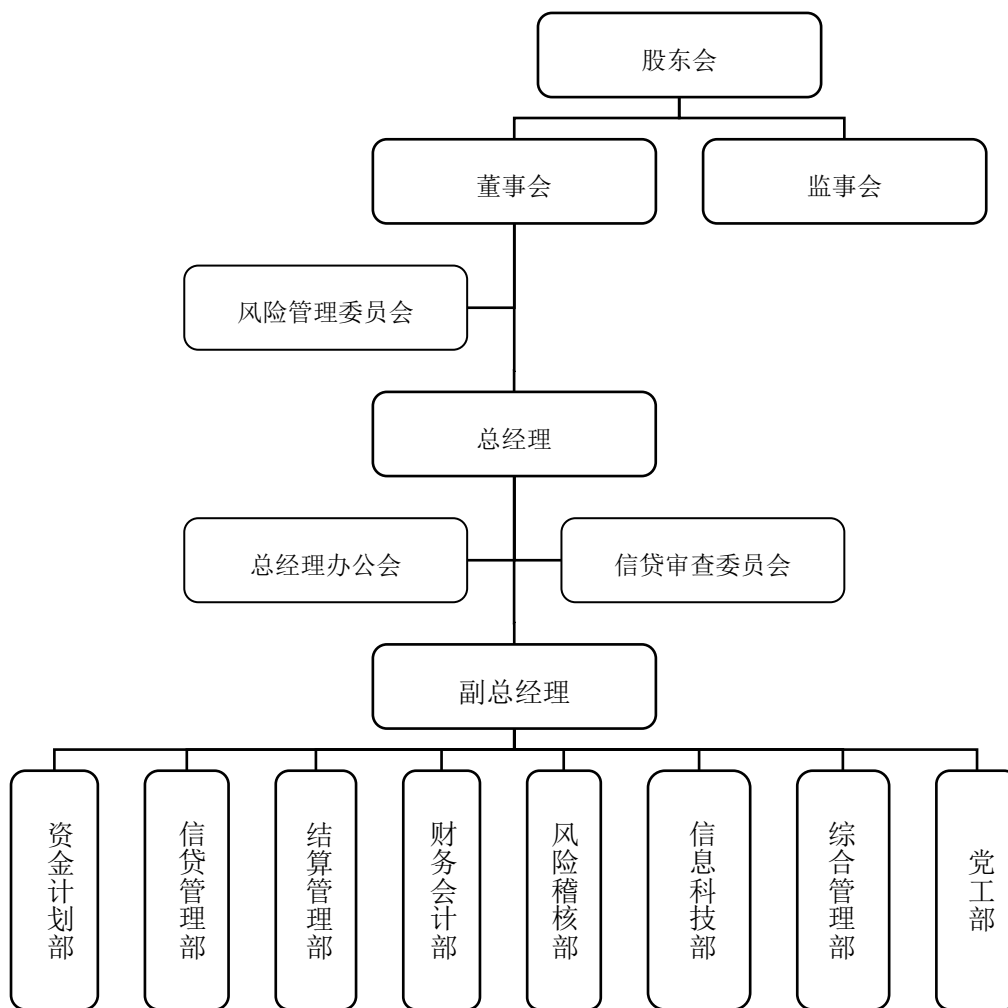 股东会
董事会
监事会
风险管理委员会
总经理
总经理办公会
信贷审查委员会
副总经理
资金计划部
信贷管理部
结算管理部
财务会计部
风险稽核部
信息科技部
综合管理部
党工部